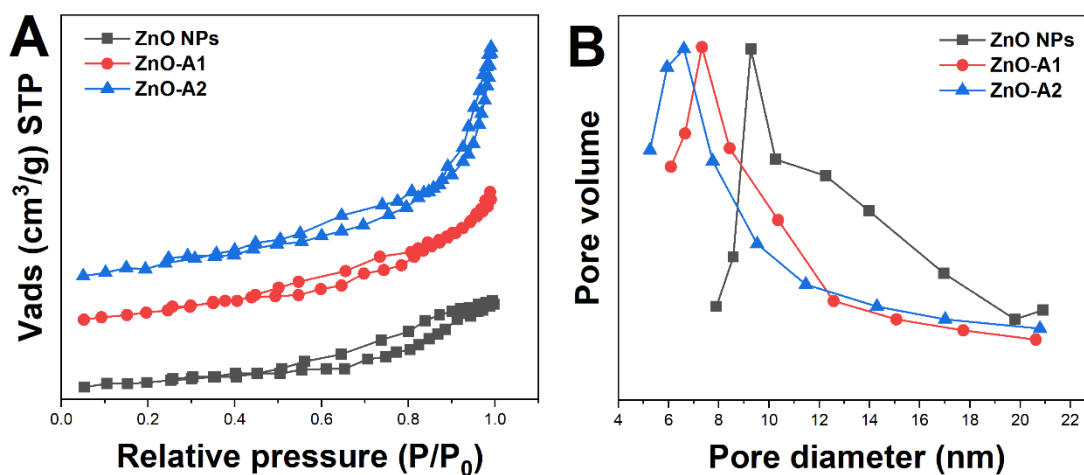 A
ZnO NPs
ZnO-A1
ZnO-A2
Vads (cm³/g) STP
0.0 0.2 0.4 0.6 0.8 1.0
Relative pressure (P/P₀)
B
ZnO NPs
ZnO-A1
ZnO-A2
Pore volume
4 6 8 10 12 14 16 18 20 22
Pore diameter (nm)